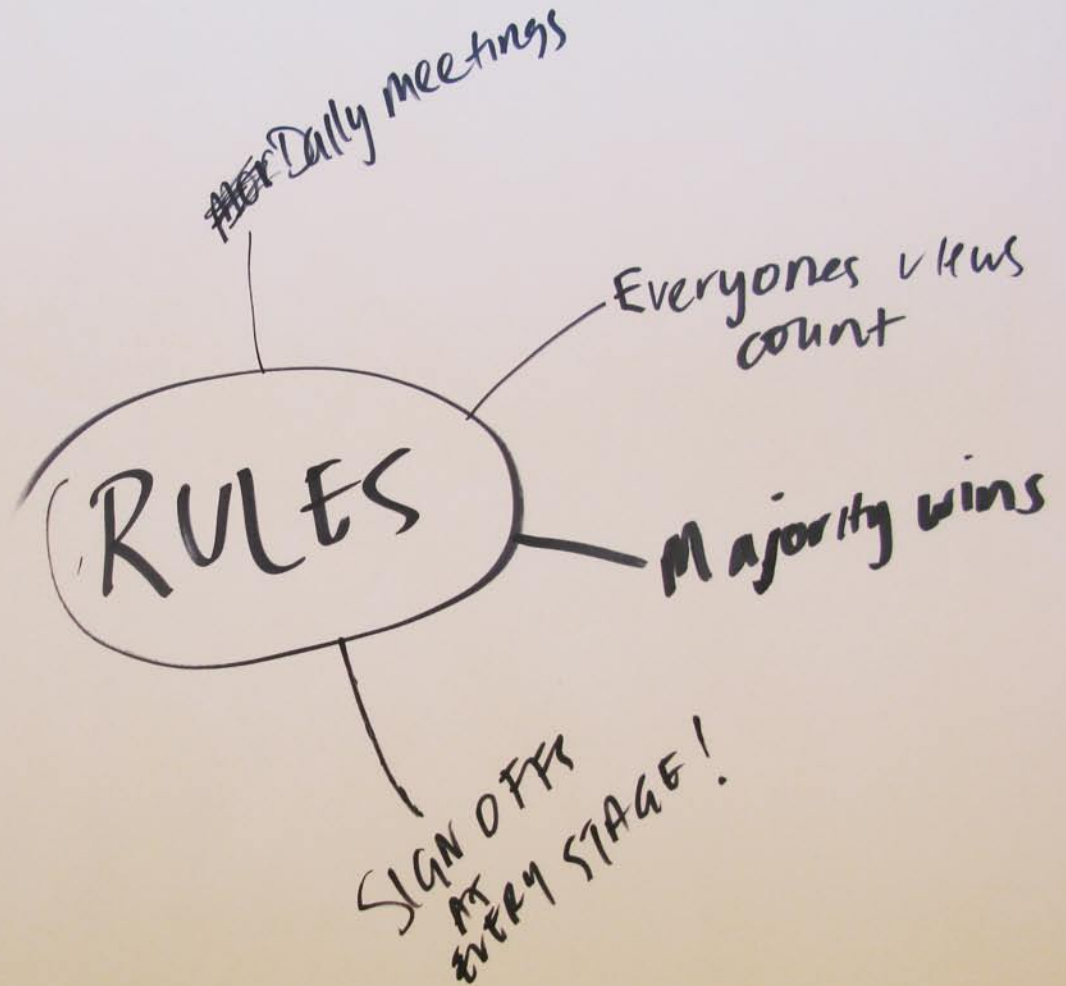 Daily meetings
Everyones views
count
Majority wins
RULES
SIGN OFFS
AT
EVERY STAGE!